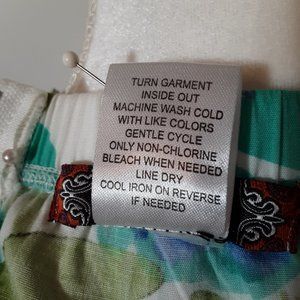 TURN GARMENT
INSIDE OUT
MACHINE WASH COLD
WITH LIKE COLORS
GENTLE CYCLE
ONLY NON-CHLORINE
BLEACH WHEN NEEDED
LINE DRY
COOL IRON ON REVERSE
IF NEEDED